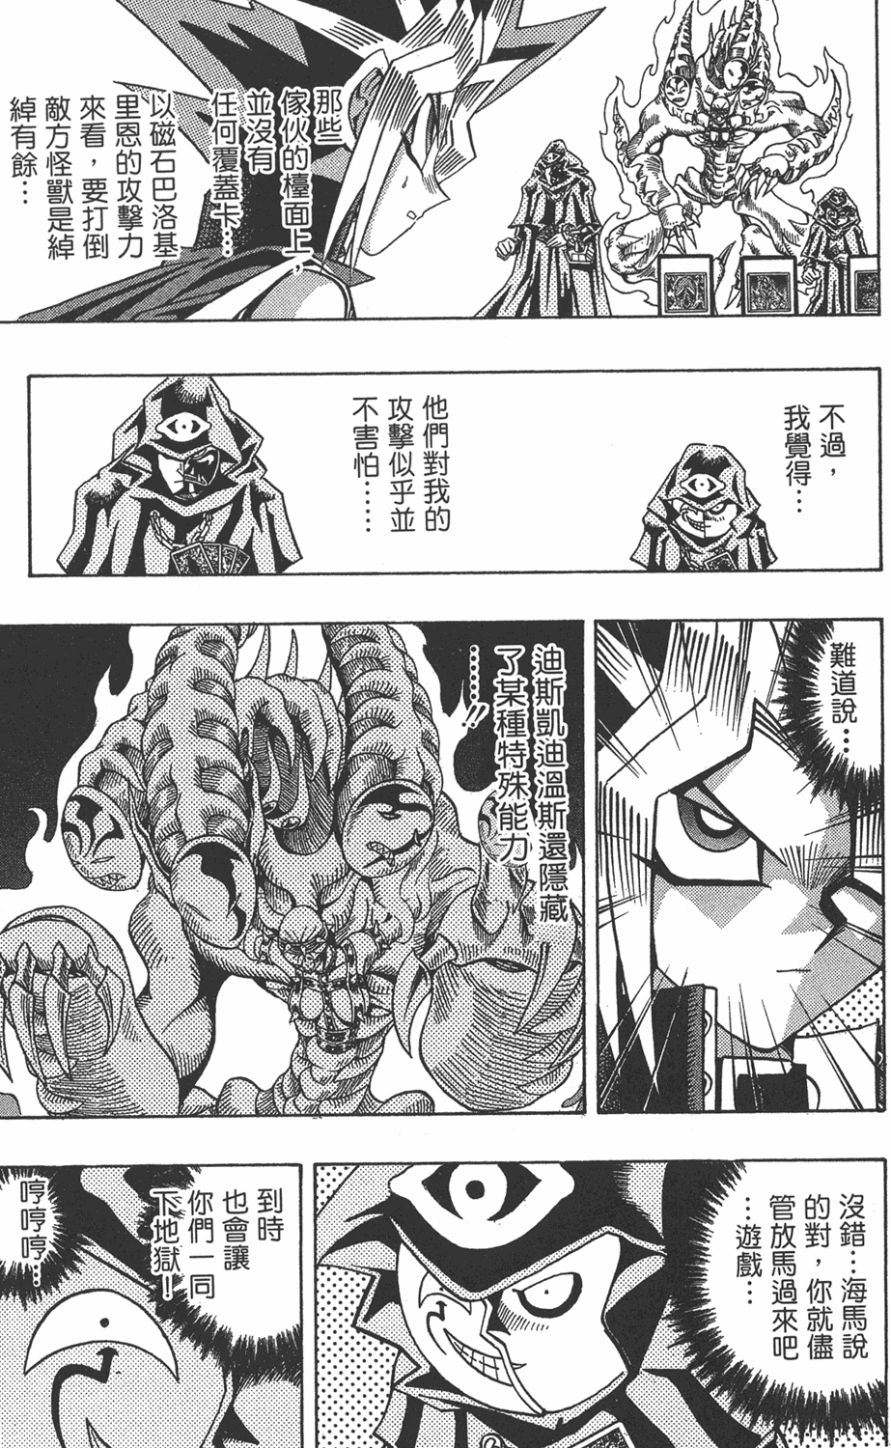 那些
傢伙的檯面上，
並沒有
任何覆蓋卡…
以磁石巴洛基
里恩的攻擊力
來看，要打倒
敵方怪獸是綽
綽有餘…
不過，
我覺得…
他們對我的
攻擊似乎並
不害怕……
難道說…
迪斯凱迪溫斯還隱藏
了某種特殊能力
……!!
沒錯…海馬說
的對，你就儘
管放馬過來吧
…遊戲…
到時
也會讓
你們一同
下地獄！
哼哼哼…